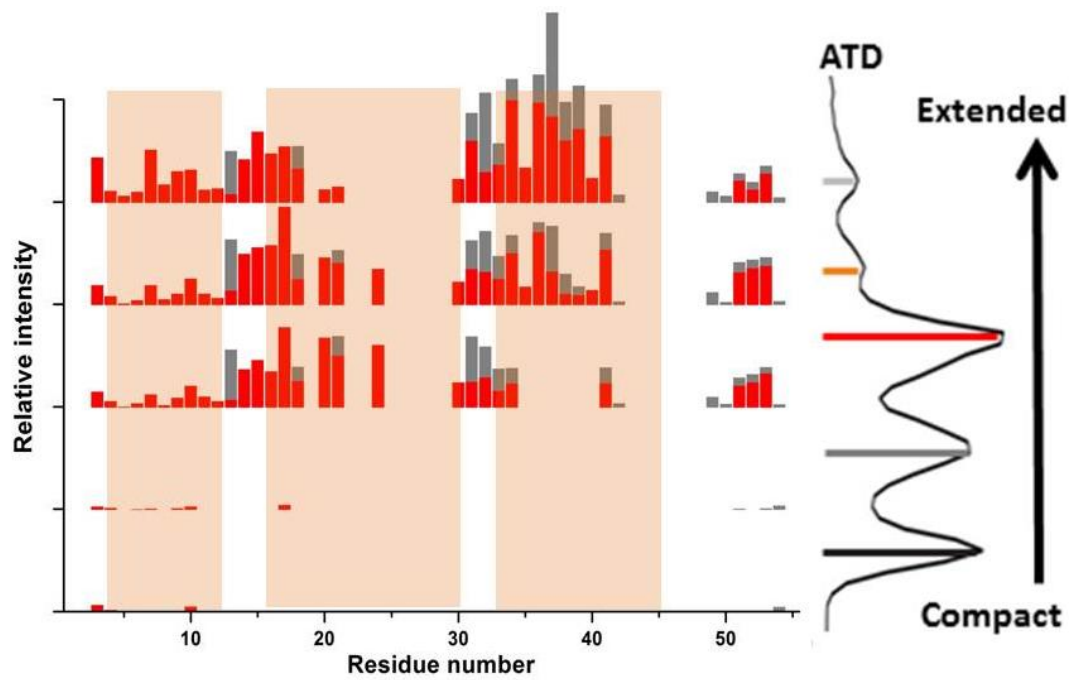 ATD
Extended
Relative intensity
Compact
10 20 30 40 50
Residue number